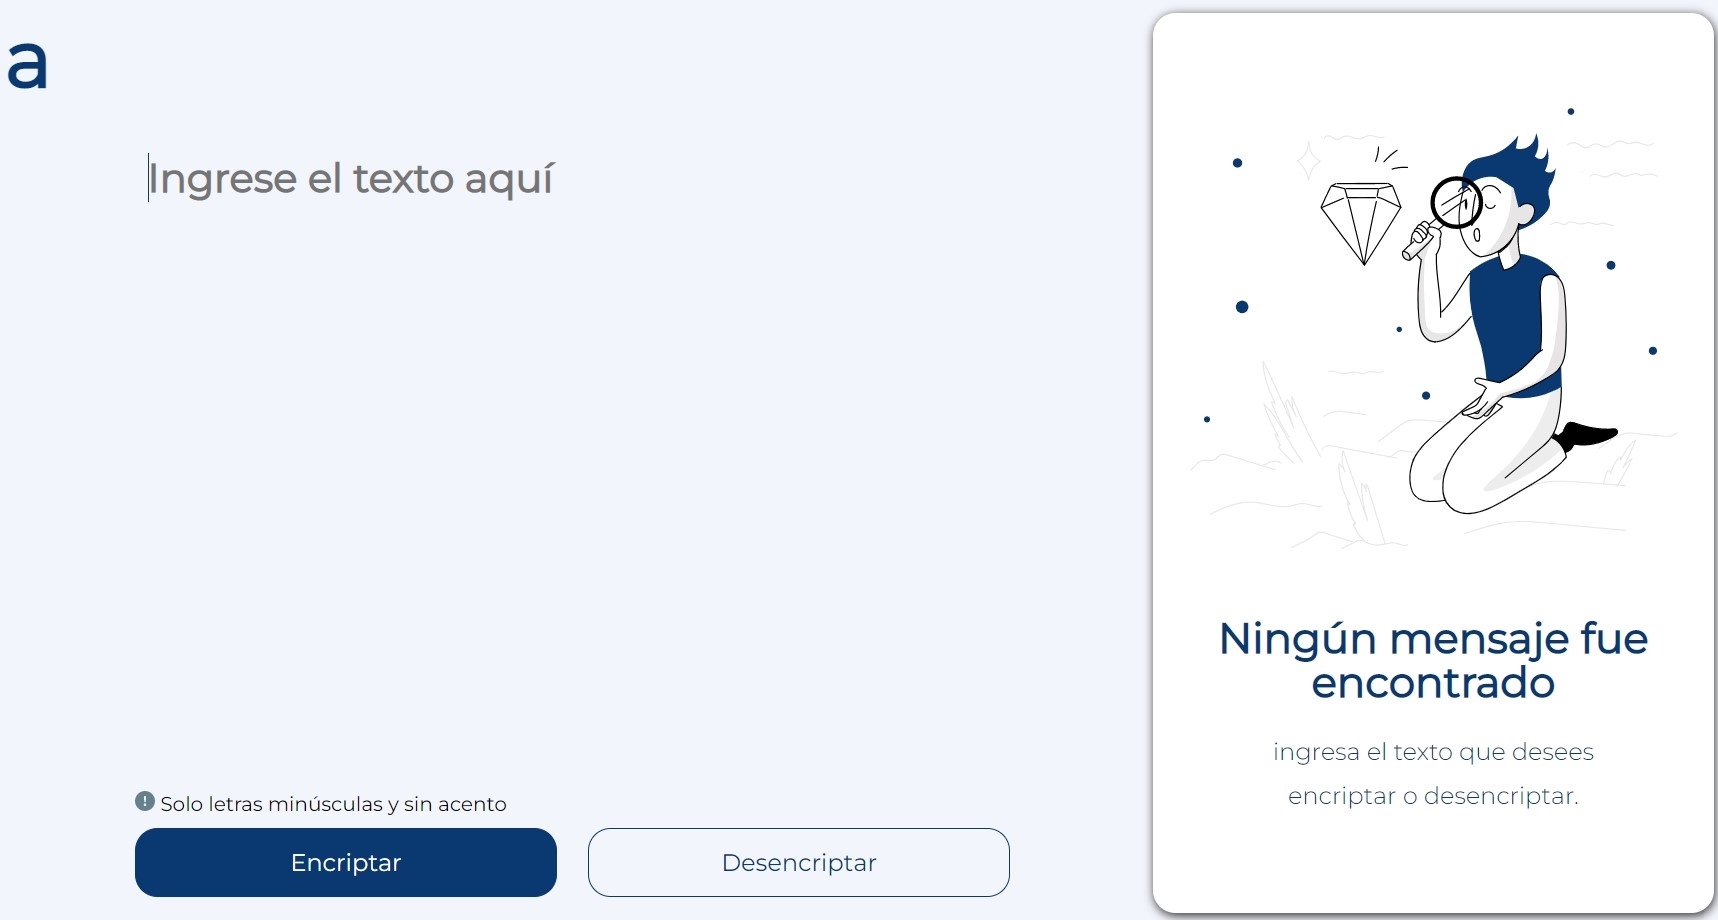 a
Ingrese el texto aquí
! Solo letras minúsculas y sin acento
Encriptar
Desencriptar
Ningún mensaje fue
encontrado
ingresa el texto que desees
encriptar o desencriptar.